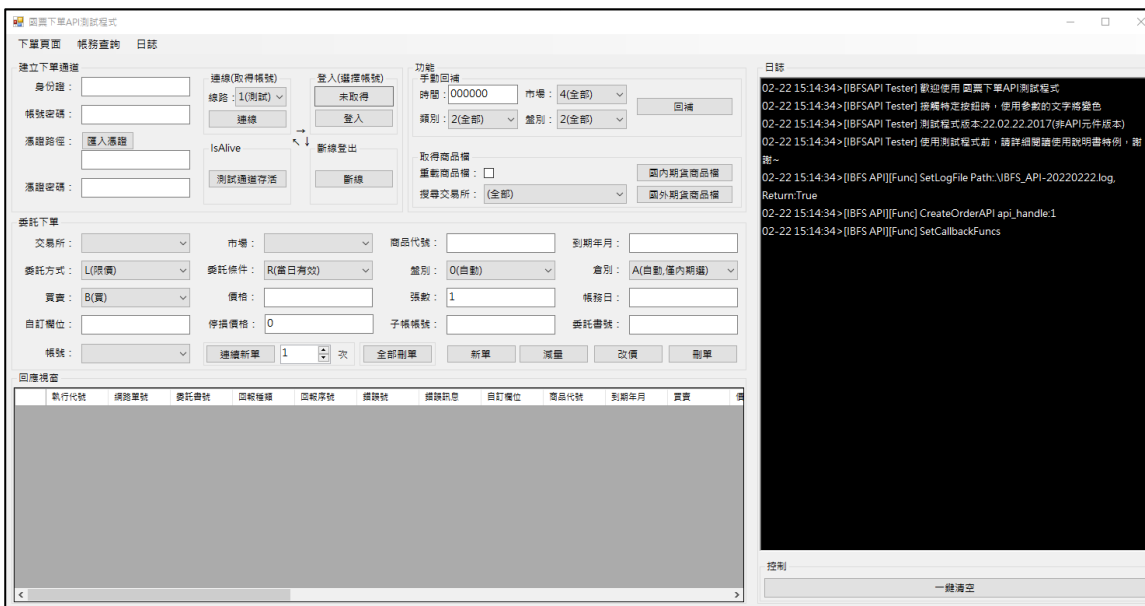 國票下單API測試程式
下單頁面 帳務查詢 日誌
建立下單通道
身份證：
帳號密碼：
憑證路徑： 匯入憑證
憑證密碼：
連線(取得帳號)
線路： 1(測試)
連線
登入(選擇帳號)
未取得
登入
→
↖ ↓
IsAlive
測試通道存活
斷線登出
斷線
功能
手動回補
時間： 000000 市場： 4(全部)
回補
類別： 2(全部) 盤別： 2(全部)
取得商品檔
重載商品檔： 國內期貨商品檔
搜尋交易所： (全部) 國外期貨商品檔
委託下單
交易所： 市場： 商品代號： 到期年月：
委託方式： L(限價) 委託條件： R(當日有效) 盤別： 0(自動) 倉別： A(自動,僅內期選)
買賣： B(買) 價格： 張數： 1 帳務日：
自訂欄位： 停損價格： 0 子帳帳號： 委託書號：
帳號： 連續新單 1 次 全部刪單 新單 減量 改價 刪單
回應視窗
執行代號 網路單號 委託書號 回報種類 回報序號 錯誤號 錯誤訊息 自訂欄位 商品代號 到期年月 買賣 價
日誌
02-22 15:14:34>[IBFSAPI Tester] 歡迎使用 國票下單API測試程式
02-22 15:14:34>[IBFSAPI Tester] 接觸特定按鈕時，使用參數的文字將變色
02-22 15:14:34>[IBFSAPI Tester] 測試程式版本:22.02.22.2017(非API元件版本)
02-22 15:14:34>[IBFSAPI Tester] 使用測試程式前，請詳細閱讀使用說明書特例，謝
謝~
02-22 15:14:34>[IBFS API][Func] SetLogFile Path:.\IBFS_API-20220222.log,
Return:True
02-22 15:14:34>[IBFS API][Func] CreateOrderAPI api_handle:1
02-22 15:14:34>[IBFS API][Func] SetCallbackFuncs
控制
一鍵清空